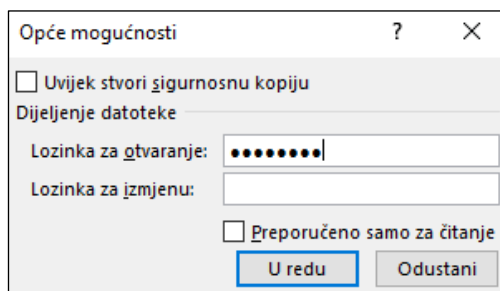 Opće mogućnosti ?
Uvijek stvori sigurnosnu kopiju
Dijeljenje datoteke
Lozinka za otvaranje: ••••••••
Lozinka za izmjenu:
Preporučeno samo za čitanje
U redu Odustani